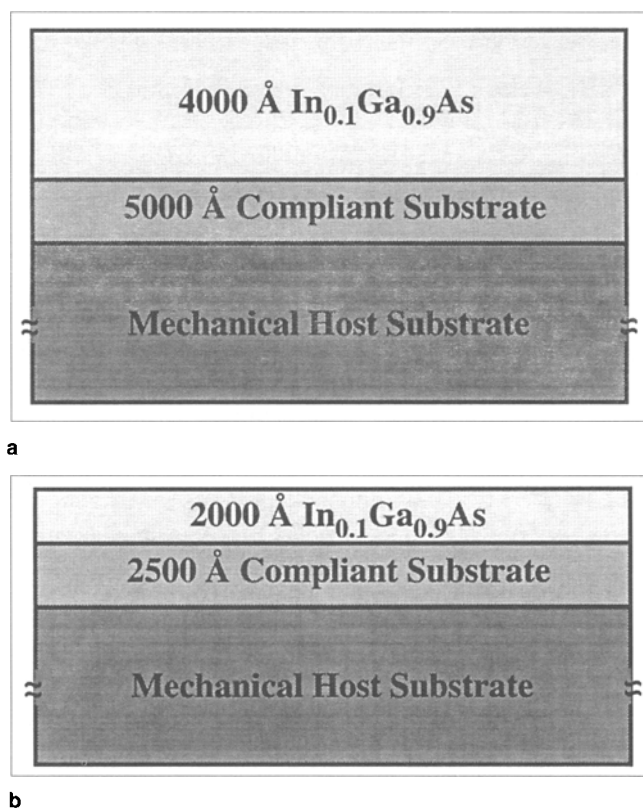 4000 Å In₀.₁Ga₀.₉As
5000 Å Compliant Substrate
Mechanical Host Substrate
a
2000 Å In₀.₁Ga₀.₉As
2500 Å Compliant Substrate
Mechanical Host Substrate
b